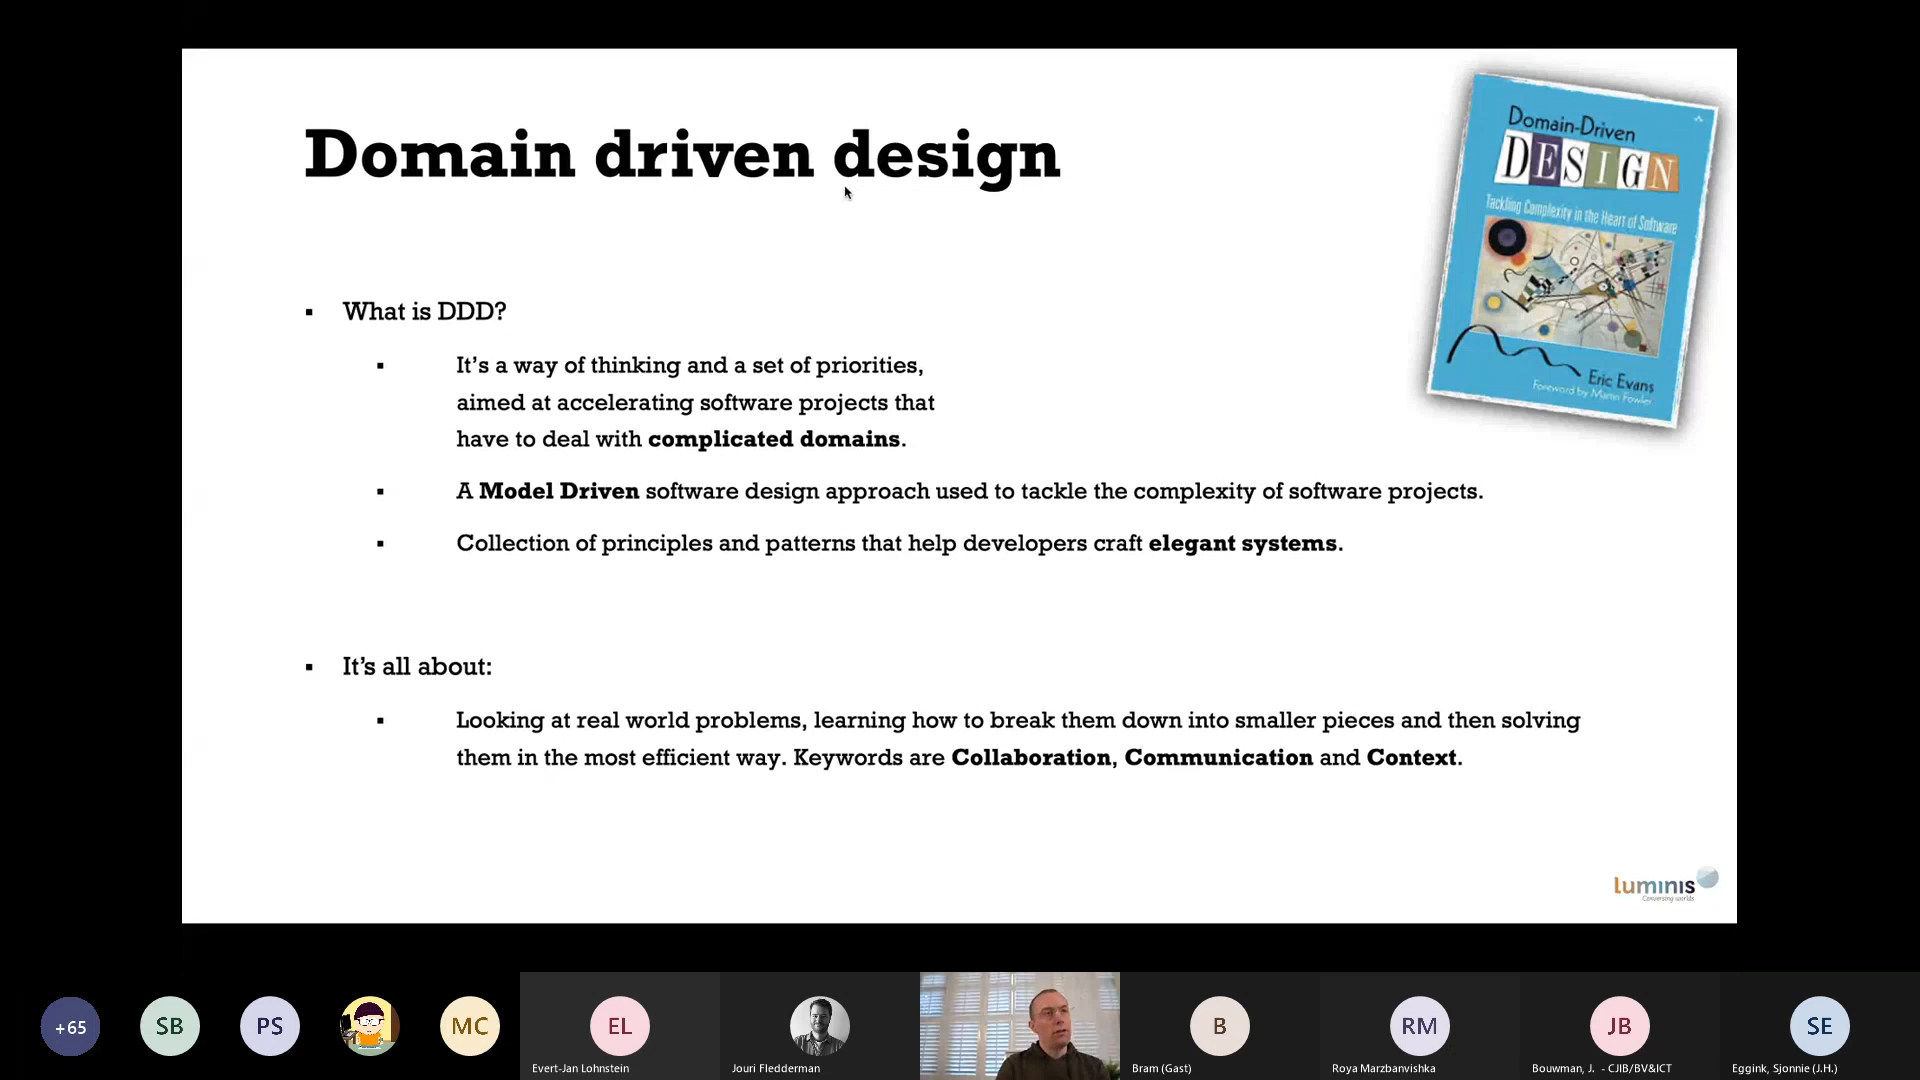 Domain driven design
Domain-Driven
DESIGN
Tackling Complexity in the Heart of Software
Eric Evans
Foreword by Martin Fowler
▪ What is DDD?
▪ It’s a way of thinking and a set of priorities,
aimed at accelerating software projects that
have to deal with complicated domains.
▪ A Model Driven software design approach used to tackle the complexity of software projects.
▪ Collection of principles and patterns that help developers craft elegant systems.
▪ It’s all about:
▪ Looking at real world problems, learning how to break them down into smaller pieces and then solving
them in the most efficient way. Keywords are Collaboration, Communication and Context.
luminis
Conversing worlds
+65
SB
PS
MC
EL
Evert-Jan Lohnstein
Jouri Fledderman
B
Bram (Gast)
RM
Roya Marzbanvishka
JB
Bouwman, J. - CJIB/BV&ICT
SE
Eggink, Sjonnie (J.H.)